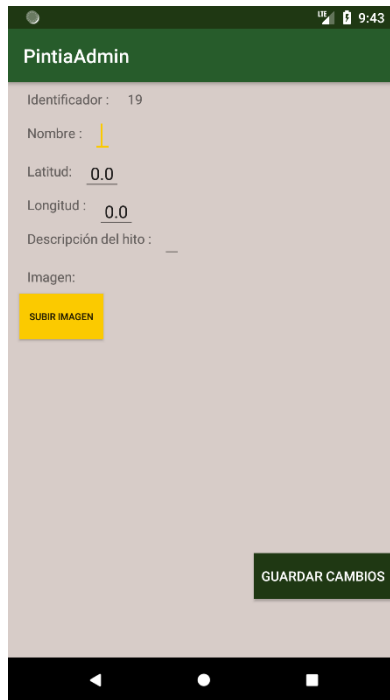 LTE 9:43
PintiaAdmin
Identificador : 19
Nombre :
Latitud: 0.0
Longitud : 0.0
Descripción del hito :
Imagen:
SUBIR IMAGEN
GUARDAR CAMBIOS